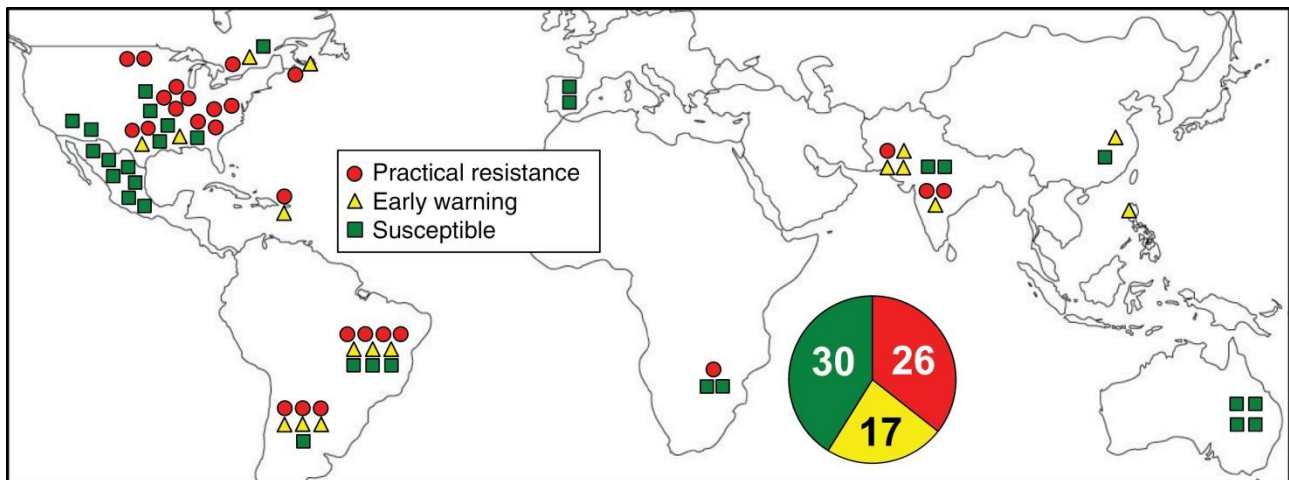 Practical resistance
Early warning
Susceptible
30
26
17